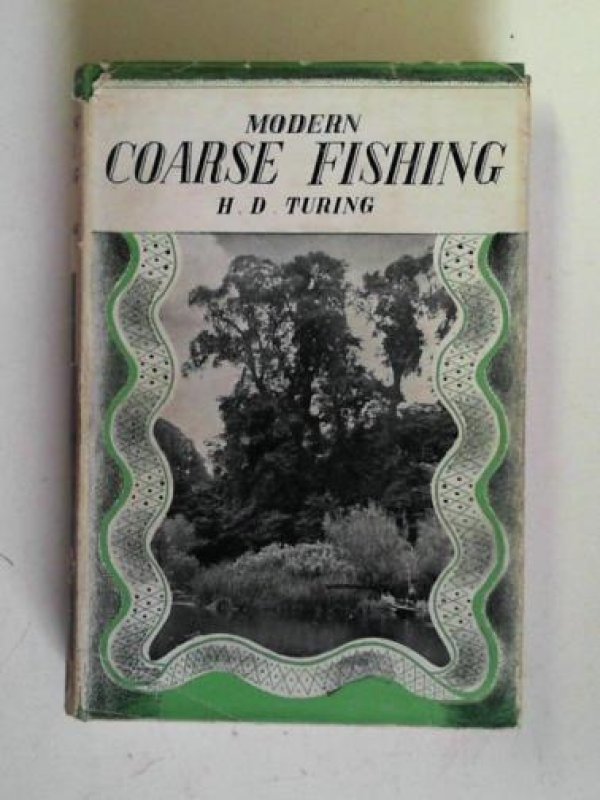 MODERN
COARSE FISHING
H. D. TURING